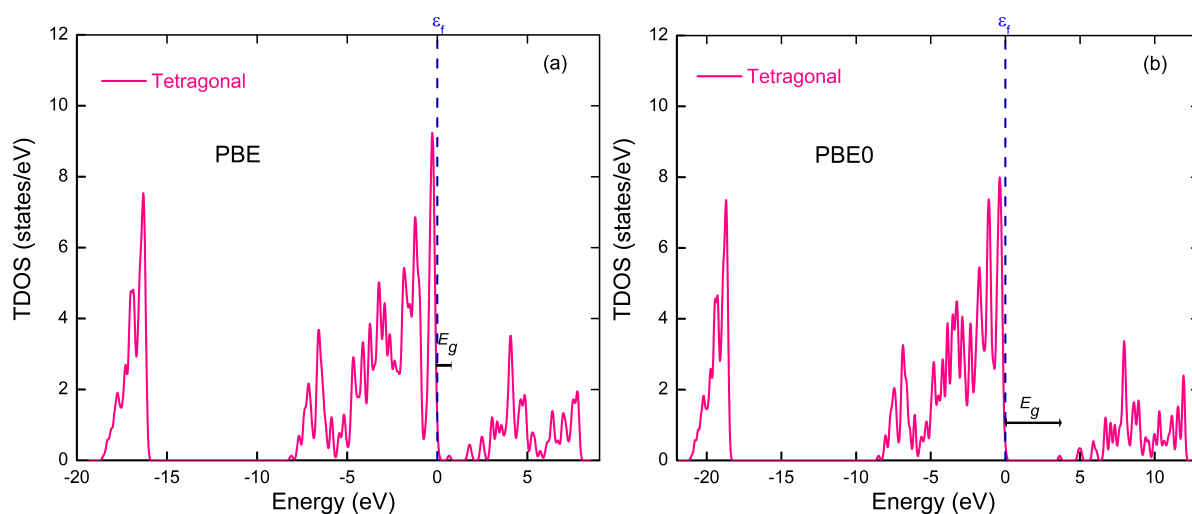 εf
(a)
Tetragonal
PBE
Eg
12
10
8
6
4
2
0
-20 -15 -10 -5 0 5
TDOS (states/eV)
Energy (eV)
εf
(b)
Tetragonal
PBE0
Eg
12
10
8
6
4
2
0
-20 -15 -10 -5 0 5 10
TDOS (states/eV)
Energy (eV)